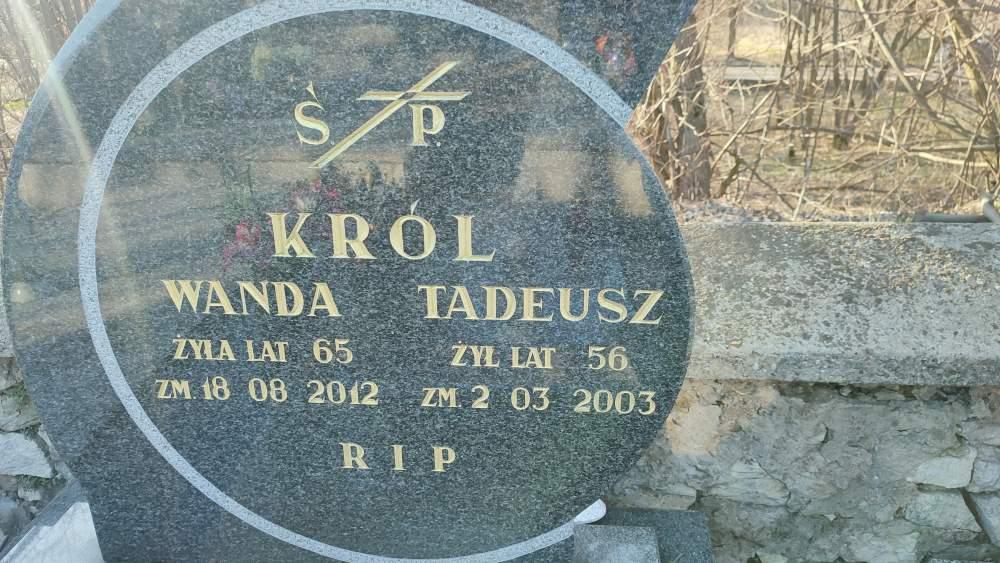 Ś.P.
KRÓL
WANDA TADEUSZ
ŻYŁA LAT 65 ŻYŁ LAT 56
ZM. 18 08 2012 ZM. 2 03 2003
R I P